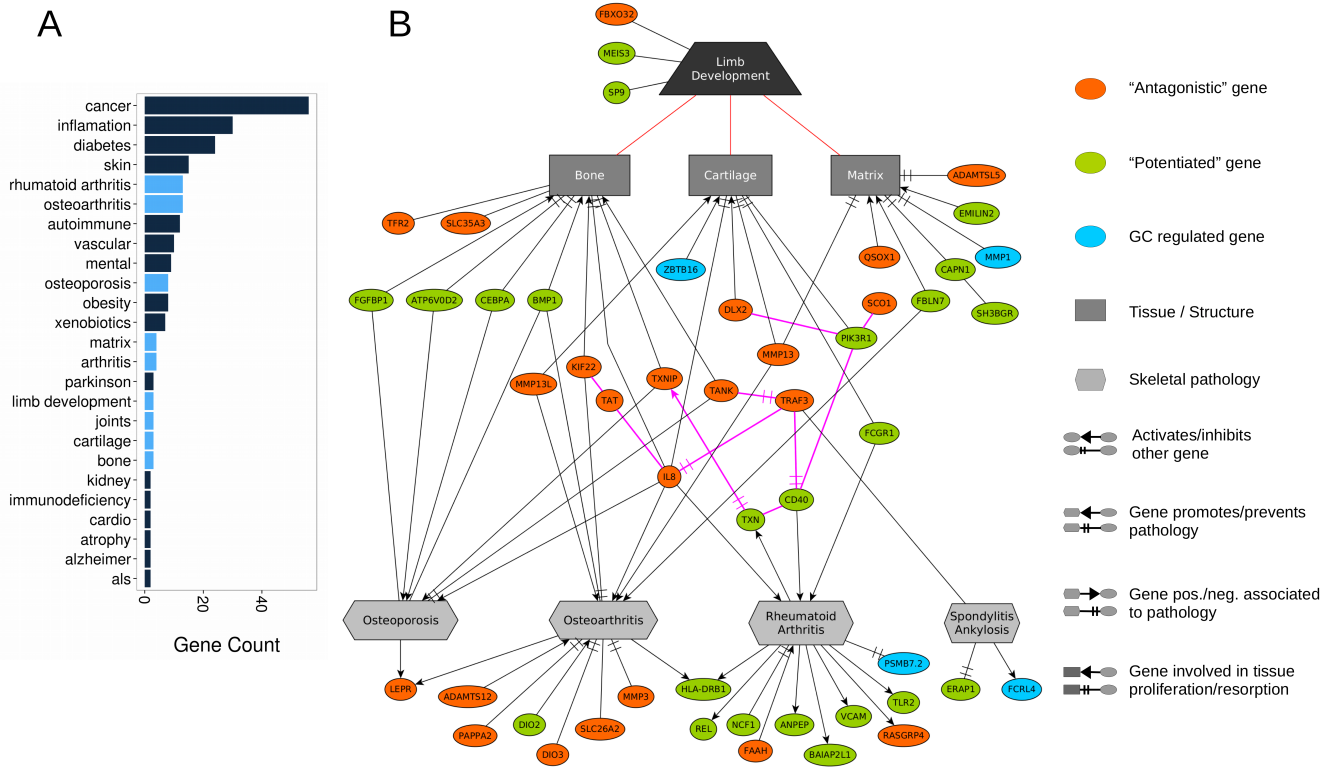 A
cancer
inflamation
diabetes
skin
rhumatoid arthritis
osteoarthritis
autoimmune
vascular
mental
osteoporosis
obesity
xenobiotics
matrix
arthritis
parkinson
limb development
joints
cartilage
bone
kidney
immunodeficiency
cardio
atrophy
alzheimer
als
0
20
40
Gene Count
B
FBXO32
MEIS3
SP9
Limb
Development
Bone
Cartilage
Matrix
ADAMTSL5
TFR2
SLC35A3
EMILIN2
ZBTB16
QSOX1
MMP1
CAPN1
FGFBP1
ATP6V0D2
CEBPA
BMP1
DLX2
SCO1
FBLN7
SH3BGR
PIK3R1
MMP13
KIF22
MMP13L
TXNIP
TANK
TAT
TRAF3
FCGR1
IL8
CD40
TXN
Osteoporosis
Osteoarthritis
Rheumatoid
Arthritis
Spondylitis
Ankylosis
LEPR
ADAMTS12
MMP3
HLA-DRB1
PSMB7.2
ERAP1
FCRL4
PAPPA2
DIO2
SLC26A2
DIO3
REL
NCF1
ANPEP
VCAM
TLR2
FAAH
BAIAP2L1
RASGRP4
“Antagonistic” gene
“Potentiated” gene
GC regulated gene
Tissue / Structure
Skeletal pathology
Activates/inhibits
other gene
Gene promotes/prevents
pathology
Gene pos./neg. associated
to pathology
Gene involved in tissue
proliferation/resorption